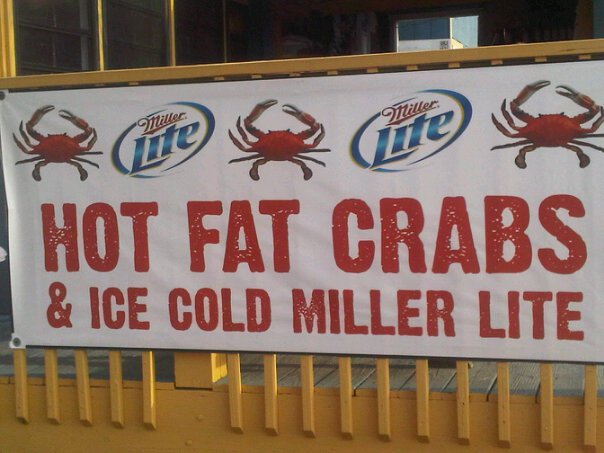 Miller Lite Miller Lite
HOT FAT CRABS
& ICE COLD MILLER LITE